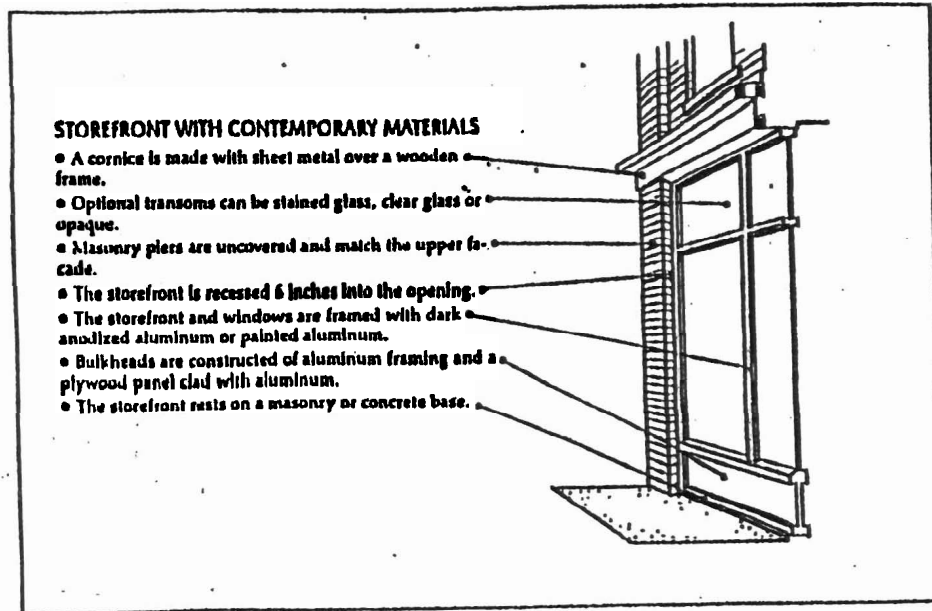 STOREFRONT WITH CONTEMPORARY MATERIALS
• A cornice is made with sheet metal over a wooden
frame.
• Optional transoms can be stained glass, clear glass or
opaque.
• Masonry piers are uncovered and match the upper fa-
cade.
• The storefront is recessed 6 inches into the opening.
• The storefront and windows are framed with dark
anodized aluminum or painted aluminum.
• Bulkheads are constructed of aluminum framing and a
plywood panel clad with aluminum.
• The storefront rests on a masonry or concrete base.